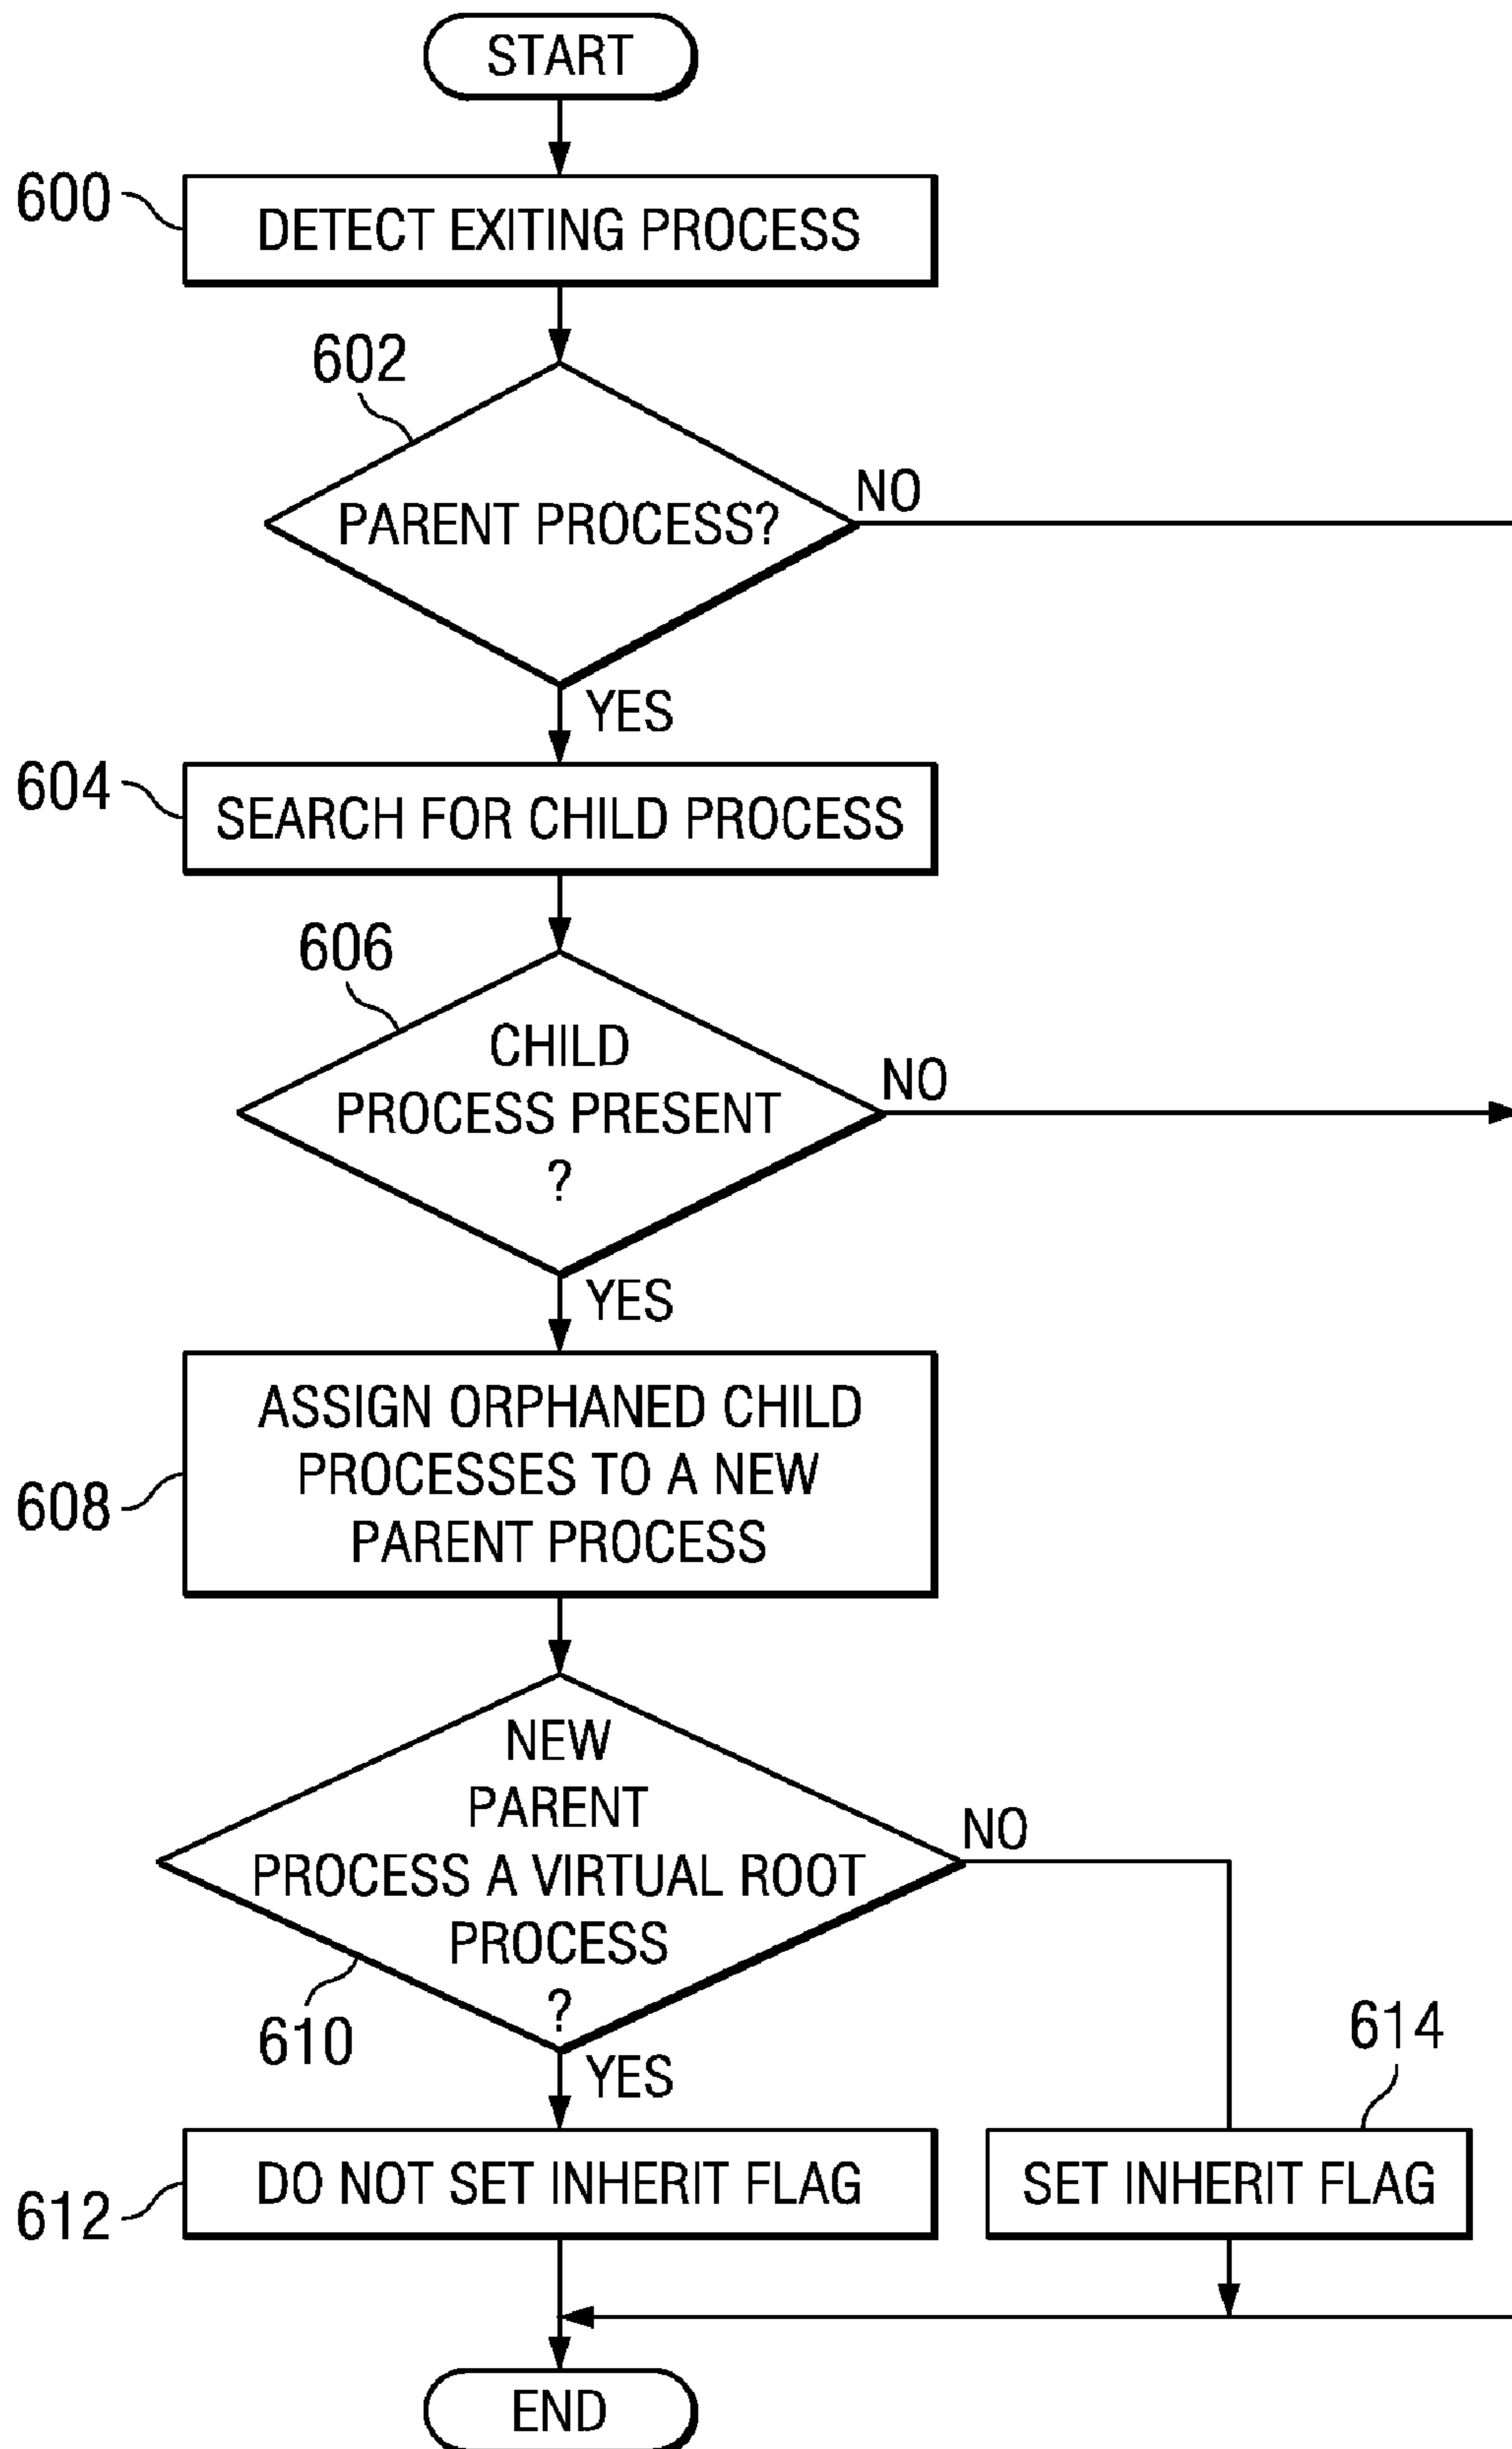 START
600
DETECT EXITING PROCESS
602
PARENT PROCESS?
NO
YES
604
SEARCH FOR CHILD PROCESS
606
CHILD
PROCESS PRESENT
?
NO
YES
608
ASSIGN ORPHANED CHILD
PROCESSES TO A NEW
PARENT PROCESS
NEW
PARENT
PROCESS A VIRTUAL ROOT
PROCESS
?
NO
610
YES
614
612
DO NOT SET INHERIT FLAG
SET INHERIT FLAG
END